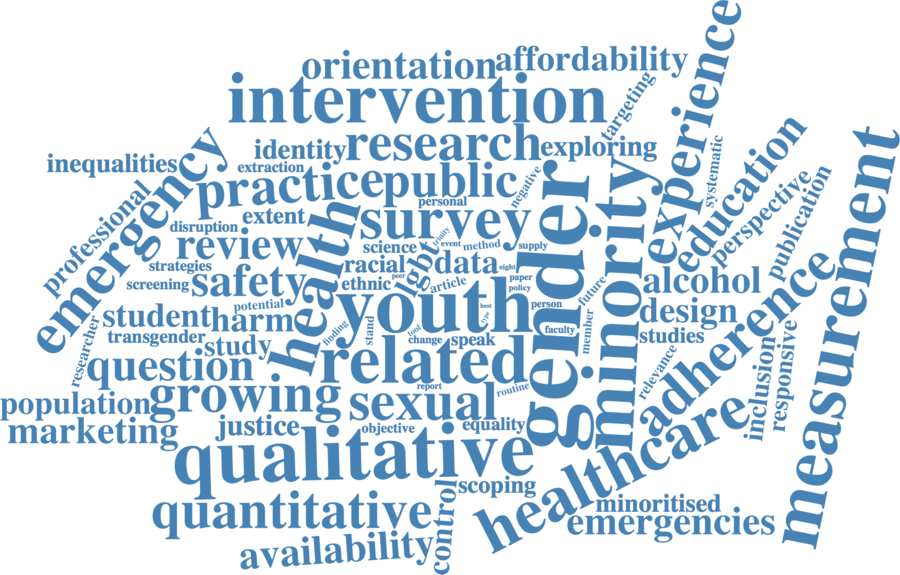 orientation
affordability
experience
intervention
targeting
identity
research
exploring
inequalities
emergency
extraction
practice
public
negative
systematic
education
measurement
professional
personal
survey
gender
minority
perspective
publication
extent
disruption
review
health
science
lgbt
trinity
event
method
supply
strategies
safety
racial
data
eight
screening
ethnic
peer
article
paper
policy
future
alcohol
adherence
potential
youth
best
type
person
design
student
harm
finding
stand
tool
change
speak
faculty
member
studies
transgender
study
researcher
question
related
relevance
inclusion
responsive
growing
report
routine
population
sexual
marketing
justice
objective
equality
healthcare
qualitative
scoping
control
quantitative
minoritised
emergencies
availability